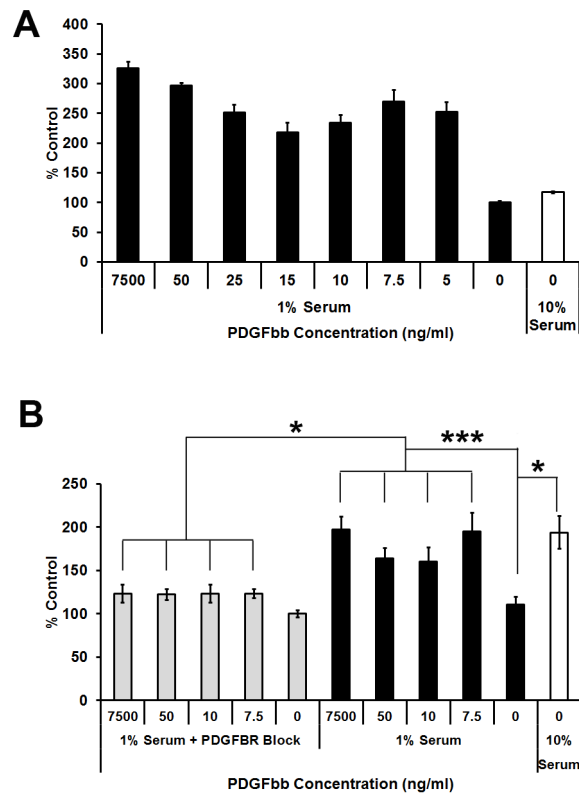 A
400
350
300
250
200
150
100
50
0
% Control
7500 50 25 15 10 7.5 5 0 0
1% Serum 10% Serum
PDGFbb Concentration (ng/ml)
B
* *** *
250
200
150
100
50
0
% Control
7500 50 10 7.5 0 7500 50 10 7.5 0 0
1% Serum + PDGFBR Block 1% Serum 10%
Serum
PDGFbb Concentration (ng/ml)